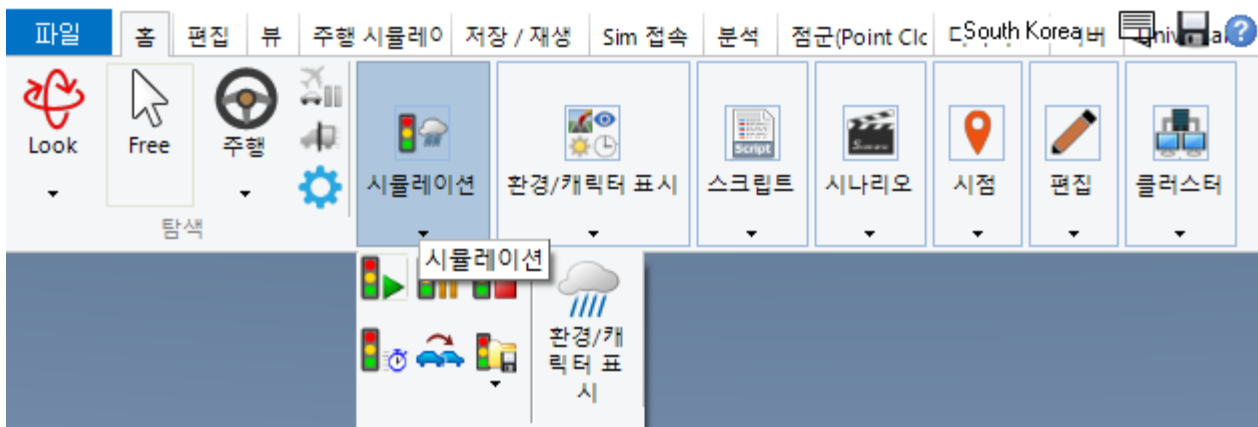 파일 홈 편집 뷰 주행 시뮬레이 저장 / 재생 Sim 접속 분석 점군(Point Clc South Korea 버
Look Free 주행 시뮬레이션 환경/캐릭터 표시 스크립트 시나리오 시점 편집 클러스터
Script
탐색
시뮬레이션
환경/캐
릭터 표
시